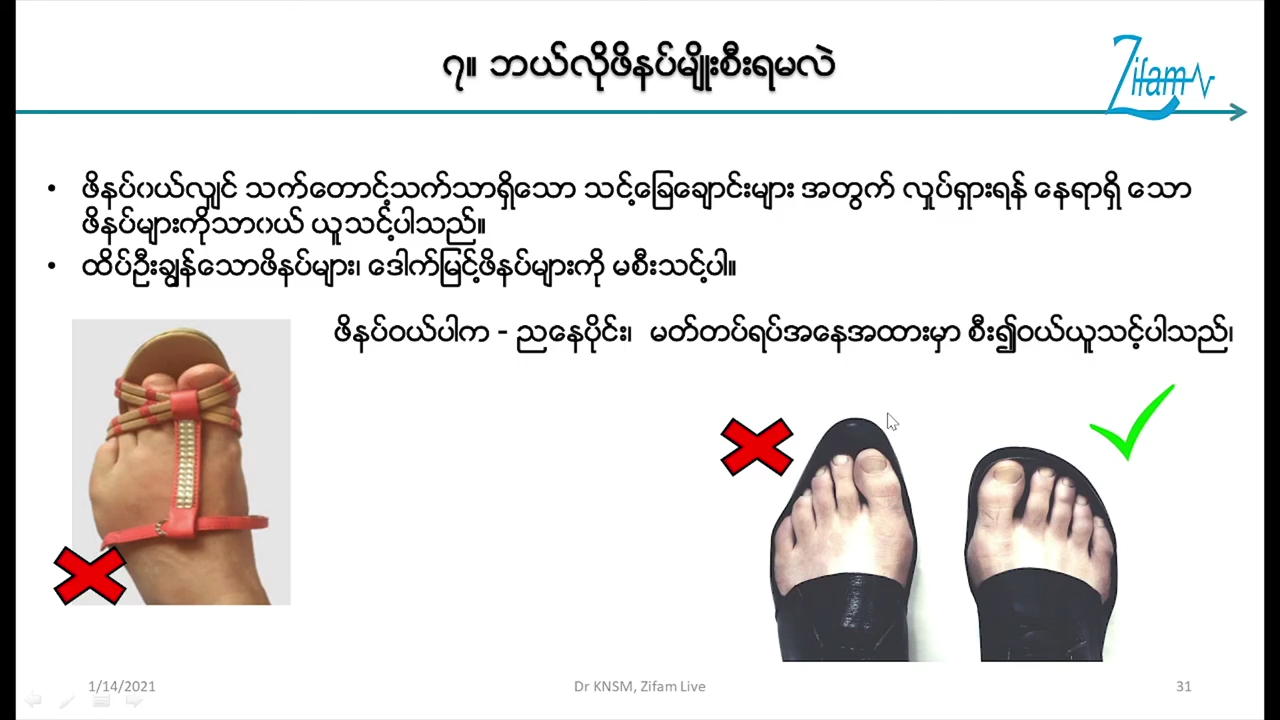 ၇။ ဘယ်လိုဖိနပ်မျိုးစီးရမလဲ
Zifam
• ဖိနပ်ဝယ်လျှင် သက်တောင့်သက်သာရှိသော သင့်ခြေချောင်းများ အတွက် လှုပ်ရှားရန် နေရာရှိ သော
ဖိနပ်များကိုသာဝယ် ယူသင့်ပါသည်။
• ထိပ်ဦးချွန်သောဖိနပ်များ၊ ဒေါက်မြင့်ဖိနပ်များကို မစီးသင့်ပါ။
ဖိနပ်ဝယ်ပါက - ညနေပိုင်း၊ မတ်တပ်ရပ်အနေအထားမှာ စီး၍ဝယ်ယူသင့်ပါသည်၊
1/14/2021
Dr KNSM, Zifam Live
31